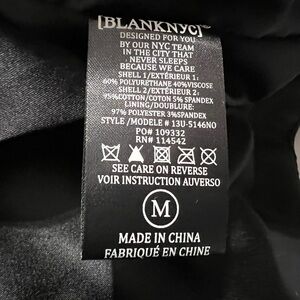 [BLANKNYC]®
DESIGNED FOR YOU
BY OUR NYC TEAM
IN THE CITY THAT
NEVER SLEEPS
BECAUSE WE CARE
SHELL 1/EXTÉRIEUR 1:
60% POLYURETHANE 40%VISCOSE
SHELL 2/EXTÉRIEUR 2:
95%COTTON/COTON 5% SPANDEX
LINING/DOUBLURE:
97% POLYESTER 3%SPANDEX
STYLE /MODELE # 13U-5146NO
PO# 109332
RN# 114542
CARE SEE ON REVERSE
VOIR INSTRUCTION AUVERSO
M
MADE IN CHINA
FABRIQUÉ EN CHINE